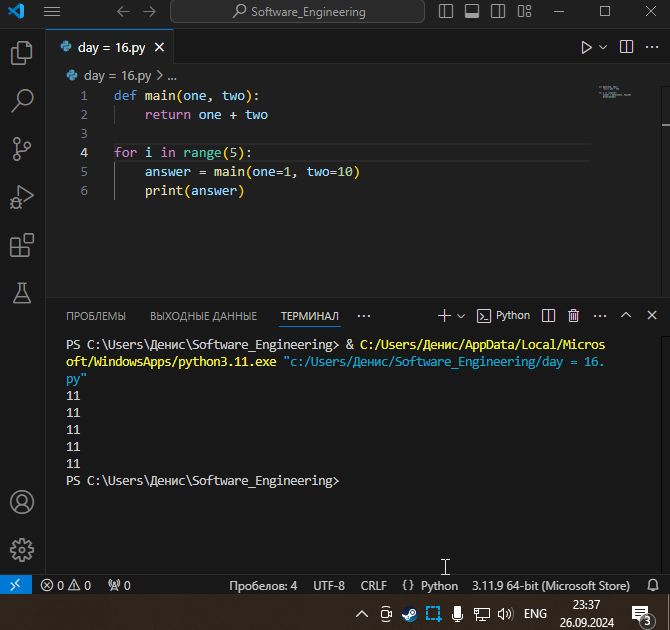 Software_Engineering
day = 16.py
day = 16.py > ...
1 def main(one, two):
2 return one + two
3
4 for i in range(5):
5 answer = main(one=1, two=10)
6 print(answer)
ПРОБЛЕМЫ ВЫХОДНЫЕ ДАННЫЕ ТЕРМИНАЛ ... Python
PS C:\Users\Денис\Software_Engineering> & C:/Users/Денис/AppData/Local/Micros
oft/WindowsApps/python3.11.exe "c:/Users/Денис/Software_Engineering/day = 16.
py"
11
11
11
11
11
PS C:\Users\Денис\Software_Engineering>
0 0 0 Пробелов: 4 UTF-8 CRLF {} Python 3.11.9 64-bit (Microsoft Store)
ENG 23:37
26.09.2024 3